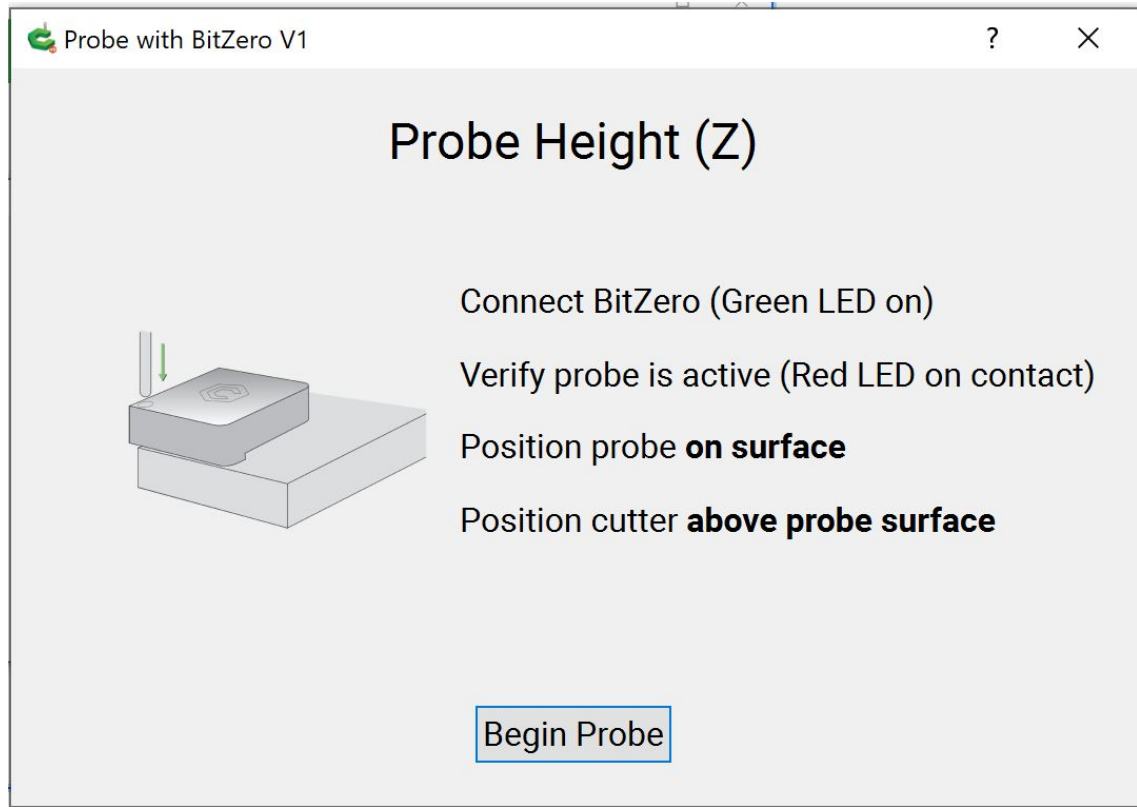 Probe with BitZero V1
Probe Height (Z)
Connect BitZero (Green LED on)
Verify probe is active (Red LED on contact)
Position probe on surface
Position cutter above probe surface
Begin Probe